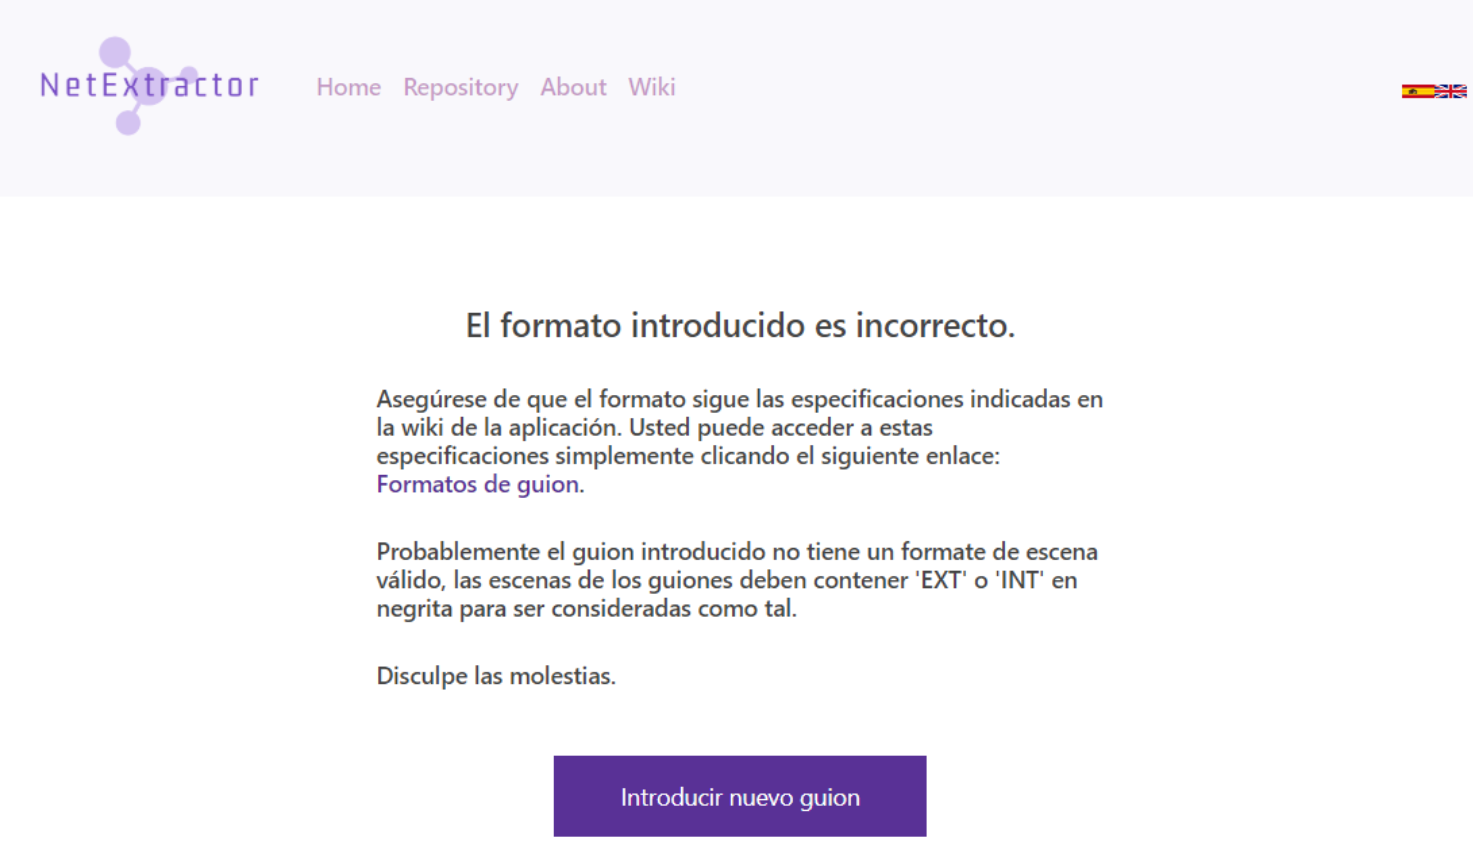 NetExtractor
Home Repository About Wiki
El formato introducido es incorrecto.
Asegúrese de que el formato sigue las especificaciones indicadas en
la wiki de la aplicación. Usted puede acceder a estas
especificaciones simplemente clicando el siguiente enlace:
Formatos de guion.
Probablemente el guion introducido no tiene un formate de escena
válido, las escenas de los guiones deben contener 'EXT' o 'INT' en
negrita para ser consideradas como tal.
Disculpe las molestias.
Introducir nuevo guion